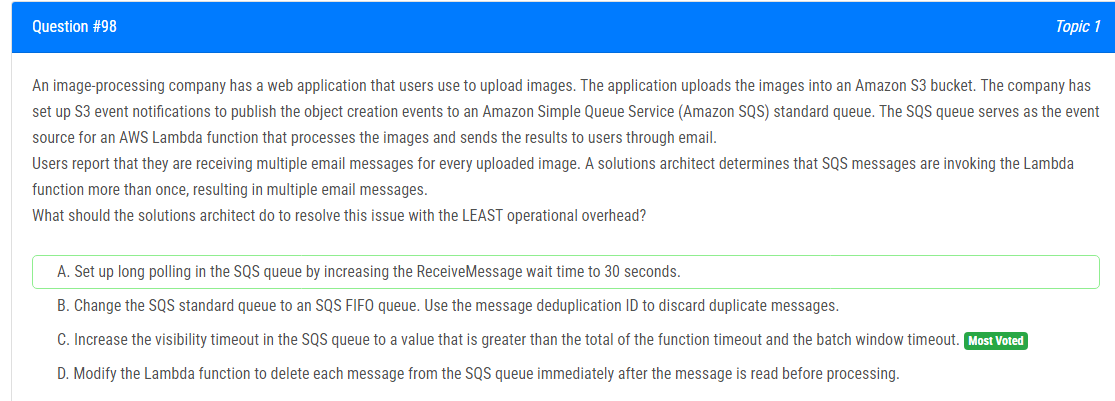 Question #98
Topic 1
An image-processing company has a web application that users use to upload images. The application uploads the images into an Amazon S3 bucket. The company has
set up S3 event notifications to publish the object creation events to an Amazon Simple Queue Service (Amazon SQS) standard queue. The SQS queue serves as the event
source for an AWS Lambda function that processes the images and sends the results to users through email.
Users report that they are receiving multiple email messages for every uploaded image. A solutions architect determines that SQS messages are invoking the Lambda
function more than once, resulting in multiple email messages.
What should the solutions architect do to resolve this issue with the LEAST operational overhead?
A. Set up long polling in the SQS queue by increasing the ReceiveMessage wait time to 30 seconds.
B. Change the SQS standard queue to an SQS FIFO queue. Use the message deduplication ID to discard duplicate messages.
C. Increase the visibility timeout in the SQS queue to a value that is greater than the total of the function timeout and the batch window timeout. Most Voted
D. Modify the Lambda function to delete each message from the SQS queue immediately after the message is read before processing.